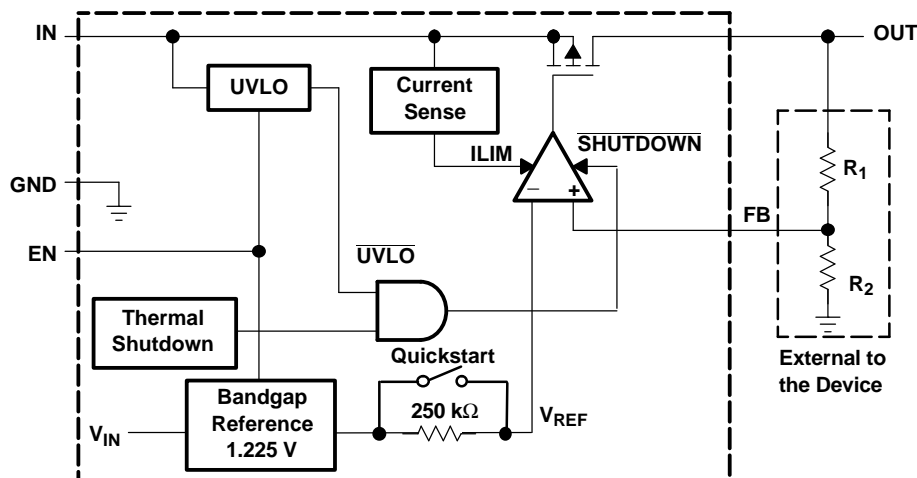 IN
OUT
UVLO
Current
Sense
SHUTDOWN
ILIM
R1
GND
FB
EN
UVLO
R2
Thermal
Shutdown
Quickstart
External to
the Device
Bandgap
Reference
1.225 V
250 kΩ
VREF
VIN
− +